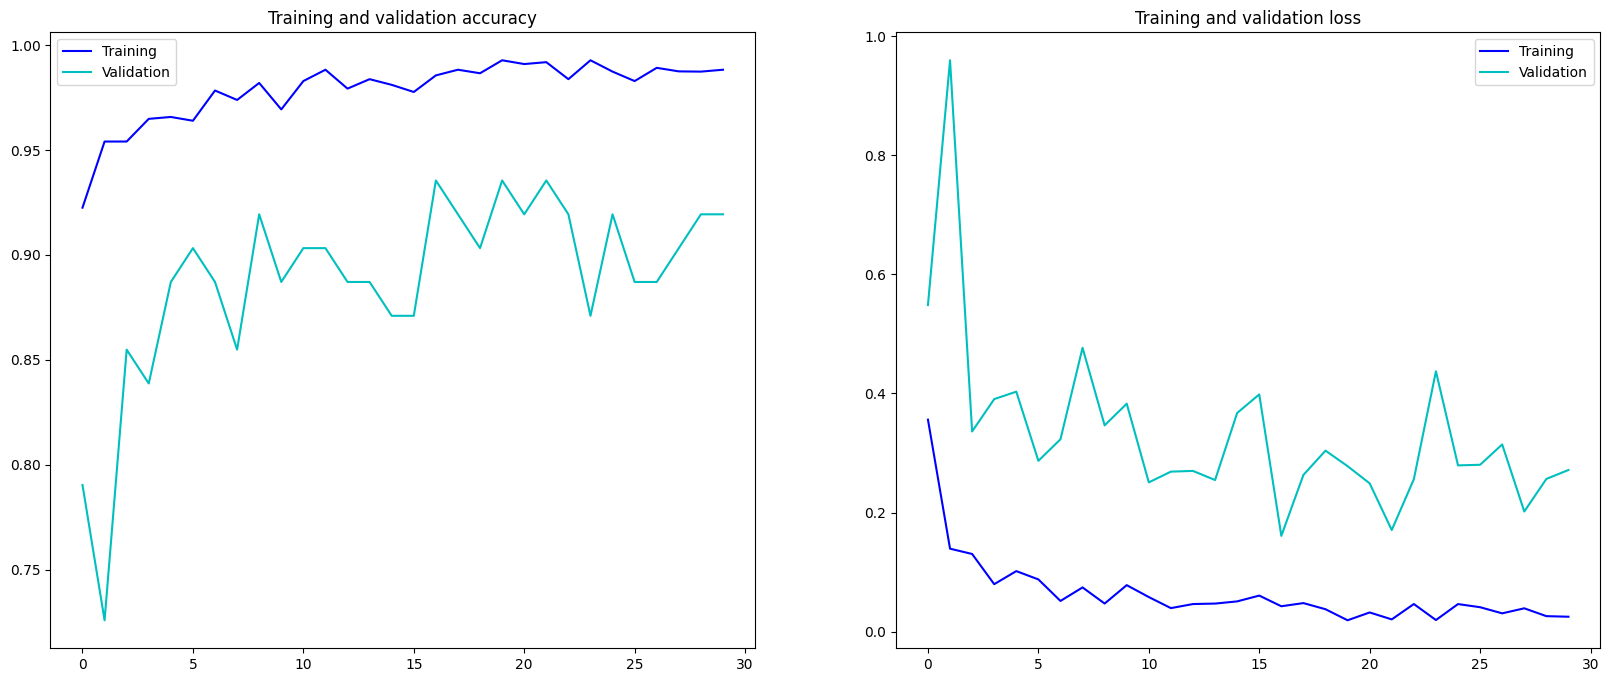 Training and validation accuracy
Training
Validation
1.00
0.95
0.90
0.85
0.80
0.75
0 5 10 15 20 25 30
Training and validation loss
Training
Validation
1.0
0.8
0.6
0.4
0.2
0.0
0 5 10 15 20 25 30